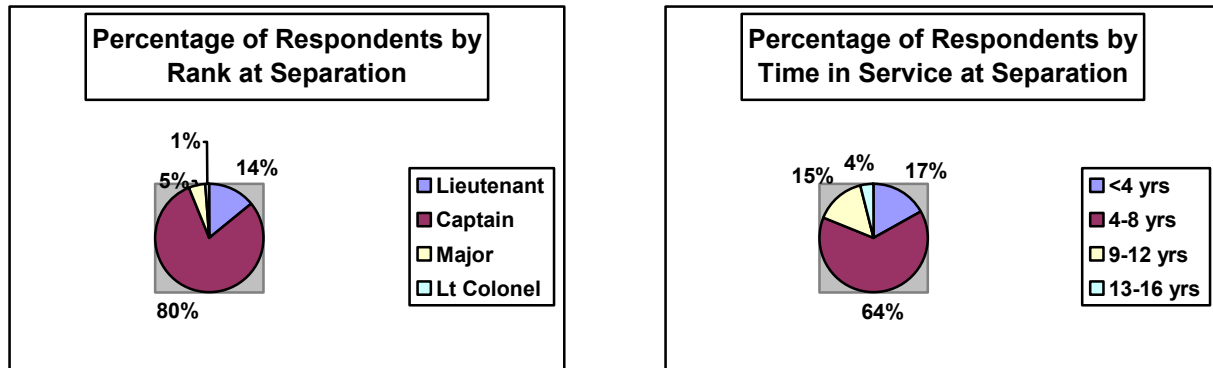 Percentage of Respondents by
Rank at Separation
1%
5%
14%
80%
Lieutenant
Captain
Major
Lt Colonel
Percentage of Respondents by
Time in Service at Separation
15%
4%
17%
64%
<4 yrs
4-8 yrs
9-12 yrs
13-16 yrs